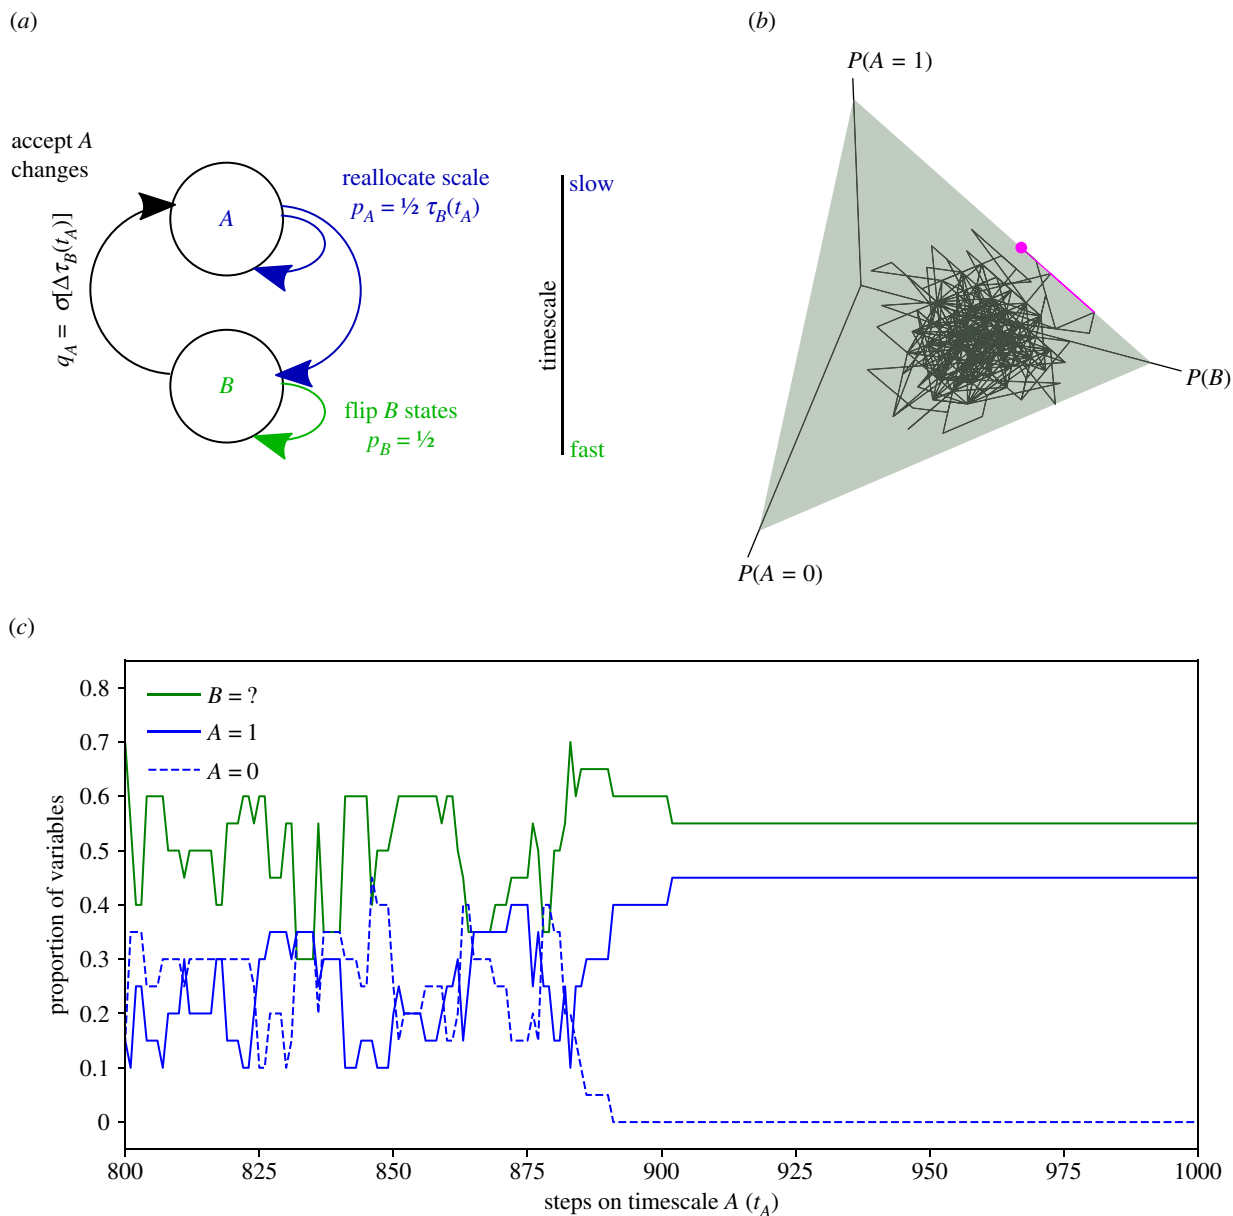 (a)
accept A
changes
q_A = σ[Δτ_B(t_A)]
A
reallocate scale
p_A = ½ τ_B(t_A)
B
flip B states
p_B = ½
timescale
slow
fast
(b)
P(A = 1)
P(B)
P(A = 0)
(c)
proportion of variables
0.8
0.7
0.6
0.5
0.4
0.3
0.2
0.1
0
B = ?
A = 1
A = 0
800 825 850 875 900 925 950 975 1000
steps on timescale A (t_A)